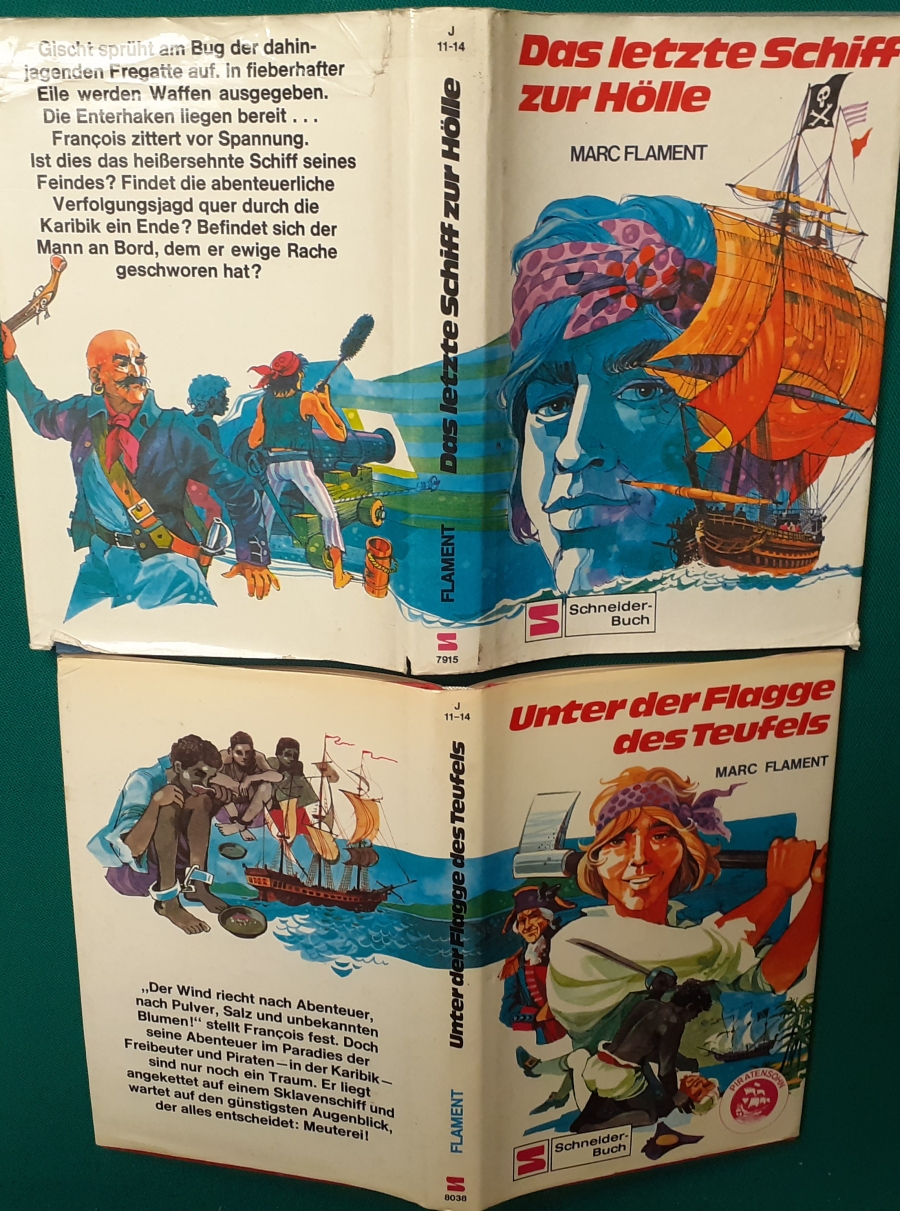 Gischt sprüht am Bug der dahin-
jagenden Fregatte auf. In fieberhafter
Eile werden Waffen ausgegeben.
Die Enterhaken liegen bereit . . .
François zittert vor Spannung.
Ist dies das heißersehnte Schiff seines
Feindes? Findet die abenteuerliche
Verfolgungsjagd quer durch die
Karibik ein Ende? Befindet sich der
Mann an Bord, dem er ewige Rache
geschworen hat?
J
11-14
Das letzte Schiff zur Hölle
FLAMENT
7915
Das letzte Schiff
zur Hölle
MARC FLAMENT
Schneider-
Buch
„Der Wind riecht nach Abenteuer,
nach Pulver, Salz und unbekannten
Blumen!“ stellt François fest. Doch
seine Abenteuer im Paradies der
Freibeuter und Piraten—in der Karibik—
sind nur noch ein Traum. Er liegt
angekettet auf einem Sklavenschiff und
wartet auf den günstigsten Augenblick,
der alles entscheidet: Meuterei!
J
11–14
Unter der Flagge des Teufels
FLAMENT
8038
Unter der Flagge
des Teufels
MARC FLAMENT
PIRATENSOHN
Schneider-
Buch